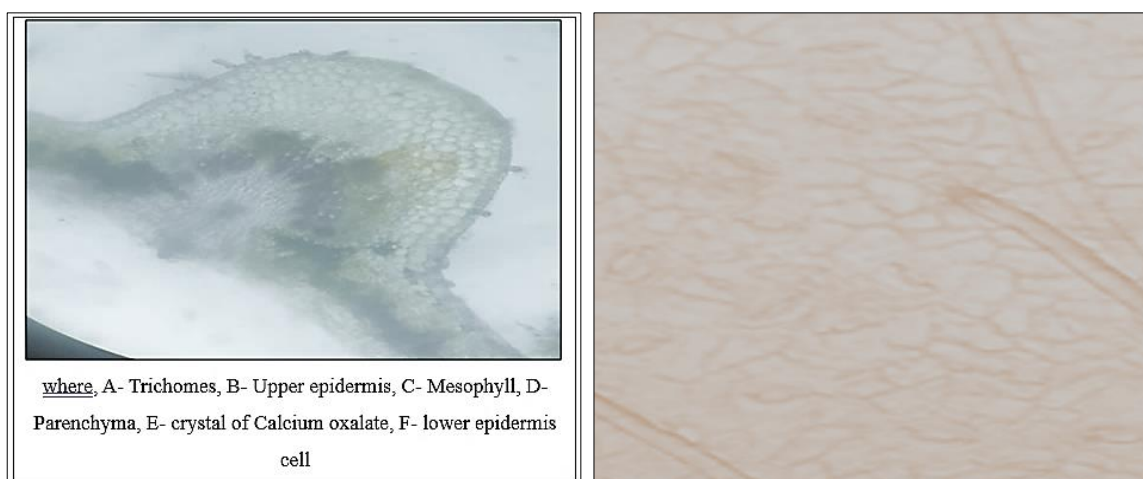 where, A- Trichomes, B- Upper epidermis, C- Mesophyll, D-
Parenchyma, E- crystal of Calcium oxalate, F- lower epidermis
cell